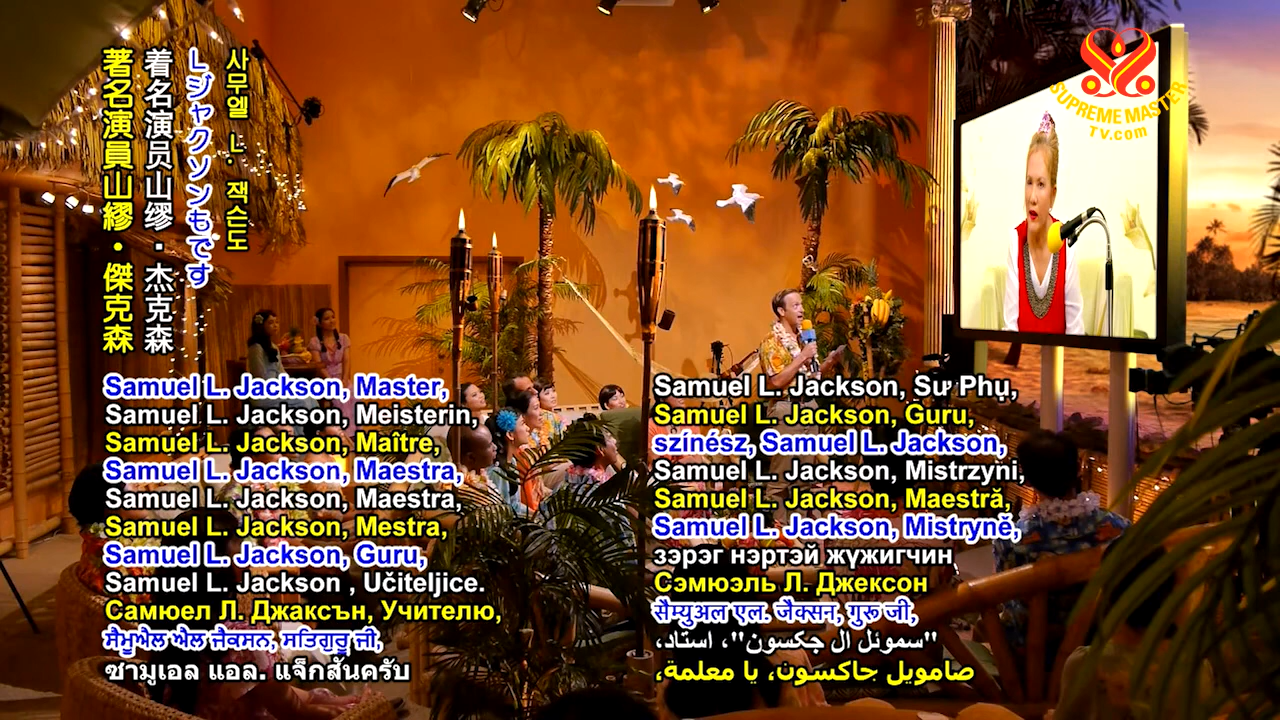 著名演員山繆・傑克森
着名演员山缪・杰克森
Lジャクソンもです
사무엘 L. 잭슨도
SUPREME MASTER
TV.com
Samuel L. Jackson, Master,
Samuel L. Jackson, Meisterin,
Samuel L. Jackson, Maître,
Samuel L. Jackson, Maestra,
Samuel L. Jackson, Maestra,
Samuel L. Jackson, Mestra,
Samuel L. Jackson, Guru,
Samuel L. Jackson , Učiteljice.
Самюел Л. Джаксън, Учителю,
ਸੈਮੂਐਲ ਐਲ ਜੈਕਸਨ, ਸਤਿਗੁਰੂ ਜੀ,
ซามูเอล แอล. แจ็กสันครับ
Samuel L. Jackson, Sư Phụ,
Samuel L. Jackson, Guru,
színész, Samuel L. Jackson,
Samuel L. Jackson, Mistrzyni,
Samuel L. Jackson, Maestră,
Samuel L. Jackson, Mistryně,
зэрэг нэртэй жүжигчин
Сэмюэль Л. Джексон
सैम्युअल एल. जैक्सन, गुरू जी,
"سموئل ال جکسون"، استاد،
صامويل جاكسون، يا معلمة،